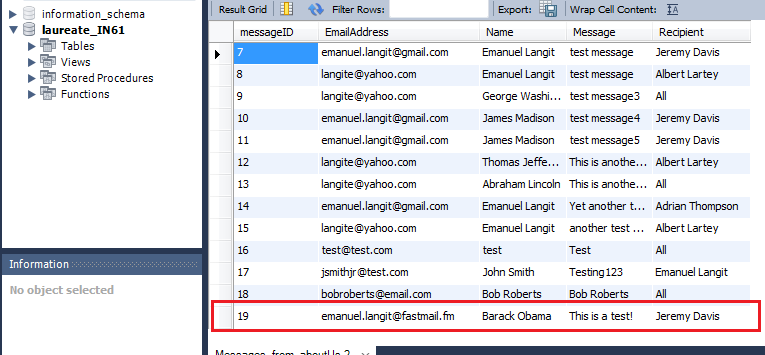 information_schema
laureate_IN61
Tables
Views
Stored Procedures
Functions
Information
No object selected
Result Grid Filter Rows: Export: Wrap Cell Content:
messageID EmailAddress Name Message Recipient
7 emanuel.langit@gmail.com Emanuel Langit test message Jeremy Davis
8 langite@yahoo.com Emanuel Langit test message Albert Lartey
9 langite@yahoo.com George Washi... test message3 All
10 emanuel.langit@gmail.com James Madison test message4 Jeremy Davis
11 emanuel.langit@gmail.com James Madison test message5 Jeremy Davis
12 langite@yahoo.com Thomas Jeffe... This is anothe... Albert Lartey
13 langite@yahoo.com Abraham Lincoln This is anothe... All
14 emanuel.langit@gmail.com Emanuel Langit Yet another t... Adrian Thompson
15 langite@yahoo.com Emanuel Langit another test ... Albert Lartey
16 test@test.com test Test All
17 jsmithjr@test.com John Smith Testing123 Emanuel Langit
18 bobroberts@email.com Bob Roberts Bob Roberts All
19 emanuel.langit@fastmail.fm Barack Obama This is a test! Jeremy Davis